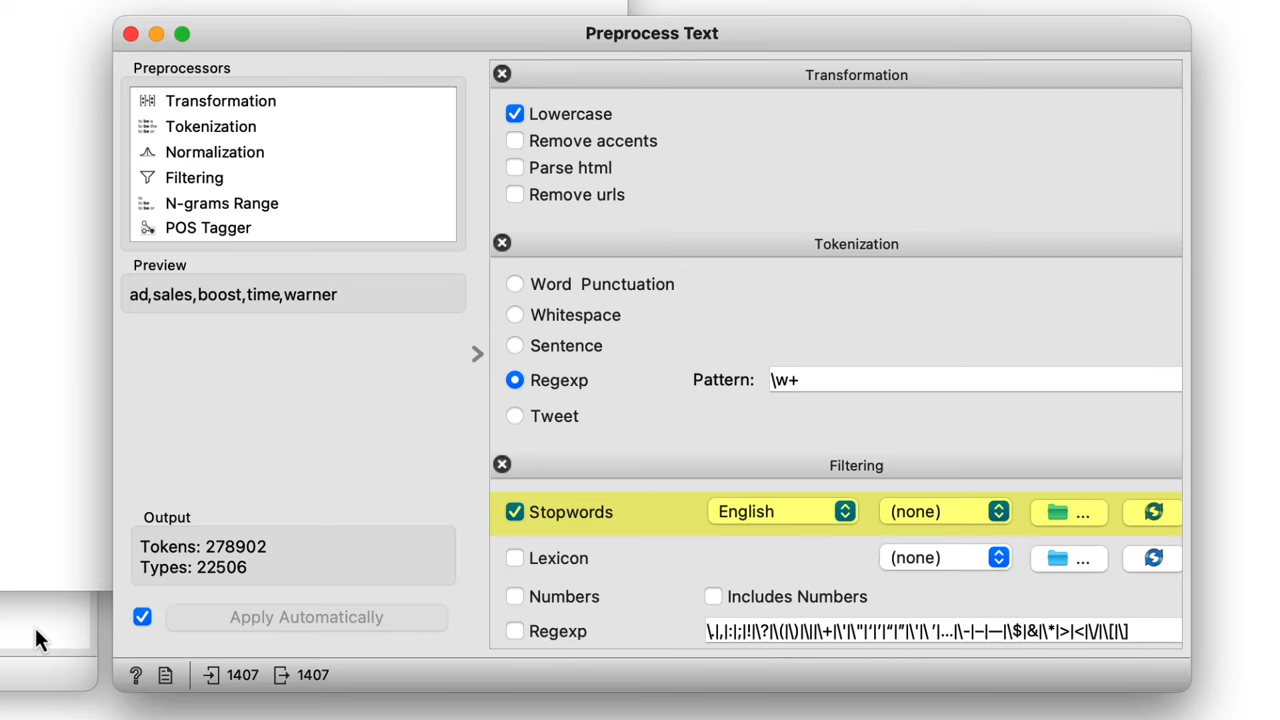 Preprocess Text
Preprocessors
Transformation
Tokenization
Normalization
Filtering
N-grams Range
POS Tagger
Preview
ad,sales,boost,time,warner
Output
Tokens: 278902
Types: 22506
Apply Automatically
? 1407 1407
Transformation
Lowercase
Remove accents
Parse html
Remove urls
Tokenization
Word Punctuation
Whitespace
Sentence
Regexp Pattern: \w+
Tweet
Filtering
Stopwords English (none) ...
Lexicon (none) ...
Numbers Includes Numbers
Regexp \.|,|:|;|!|\?|\(|\)|\||\+|\'|\"|‘|’|“|”|\'|\ ’|…|\-|–|—|\$|&|\*|>|<|\/|\[|\]